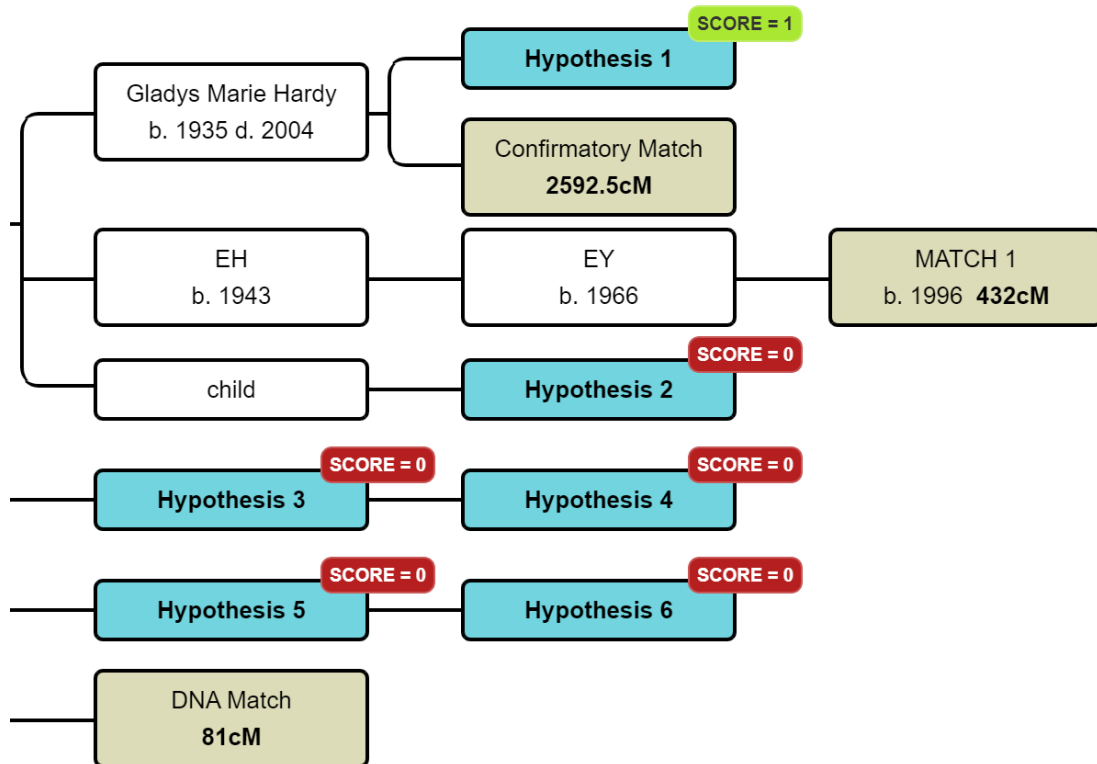 SCORE = 1
Hypothesis 1
Gladys Marie Hardy
b. 1935 d. 2004
Confirmatory Match
2592.5cM
EH
b. 1943
EY
b. 1966
MATCH 1
b. 1996 432cM
SCORE = 0
child
Hypothesis 2
SCORE = 0
SCORE = 0
Hypothesis 3
Hypothesis 4
SCORE = 0
SCORE = 0
Hypothesis 5
Hypothesis 6
DNA Match
81cM